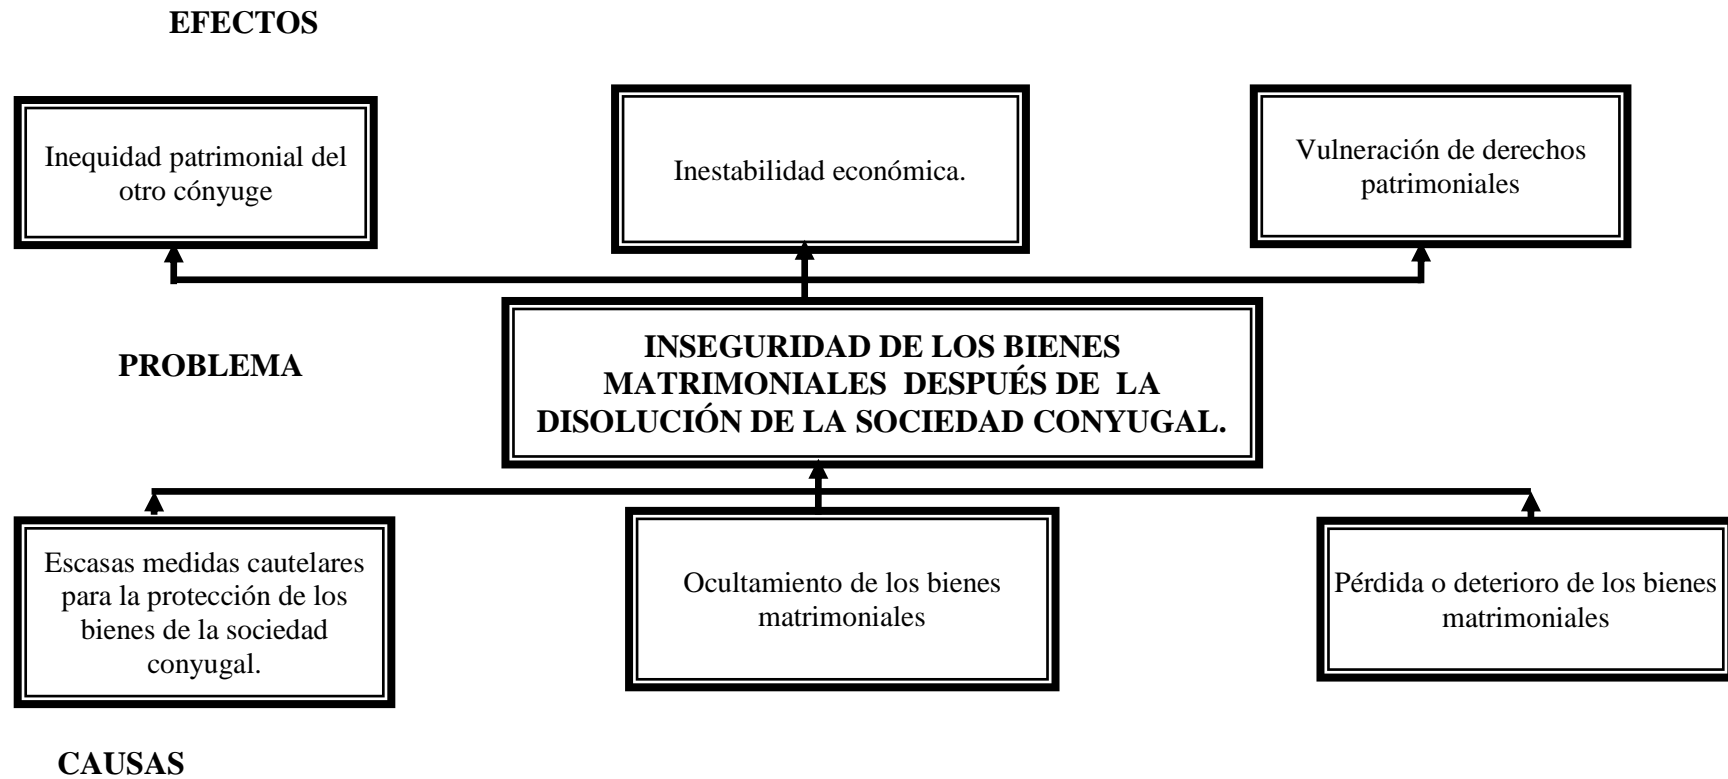 EFECTOS
Inequidad patrimonial del
otro cónyuge
Inestabilidad económica.
Vulneración de derechos
patrimoniales
PROBLEMA
INSEGURIDAD DE LOS BIENES
MATRIMONIALES DESPUÉS DE LA
DISOLUCIÓN DE LA SOCIEDAD CONYUGAL.
Escasas medidas cautelares
para la protección de los
bienes de la sociedad
conyugal.
Ocultamiento de los bienes
matrimoniales
Pérdida o deterioro de los bienes
matrimoniales
CAUSAS